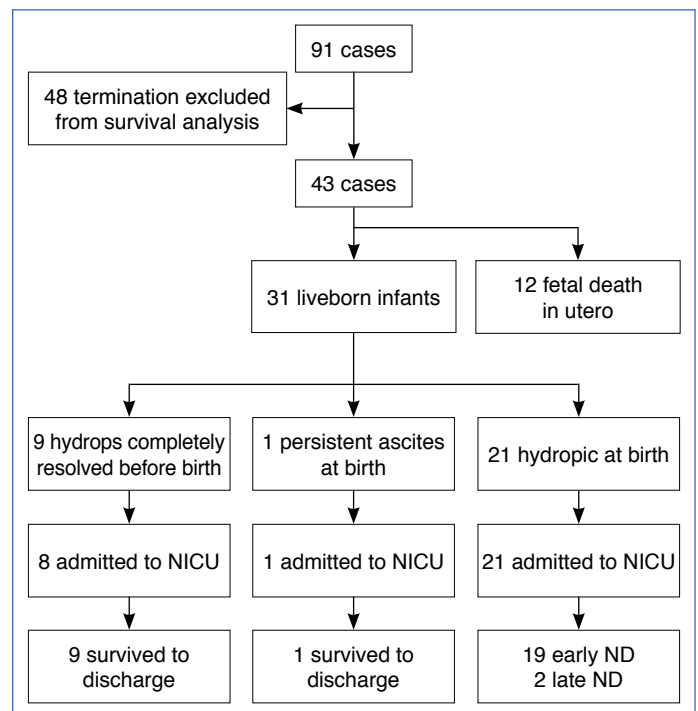 91 cases
48 termination excluded
from survival analysis
43 cases
31 liveborn infants
12 fetal death
in utero
9 hydrops completely
resolved before birth
1 persistent ascites
at birth
21 hydropic at birth
8 admitted to NICU
1 admitted to NICU
21 admitted to NICU
9 survived to
discharge
1 survived to
discharge
19 early ND
2 late ND